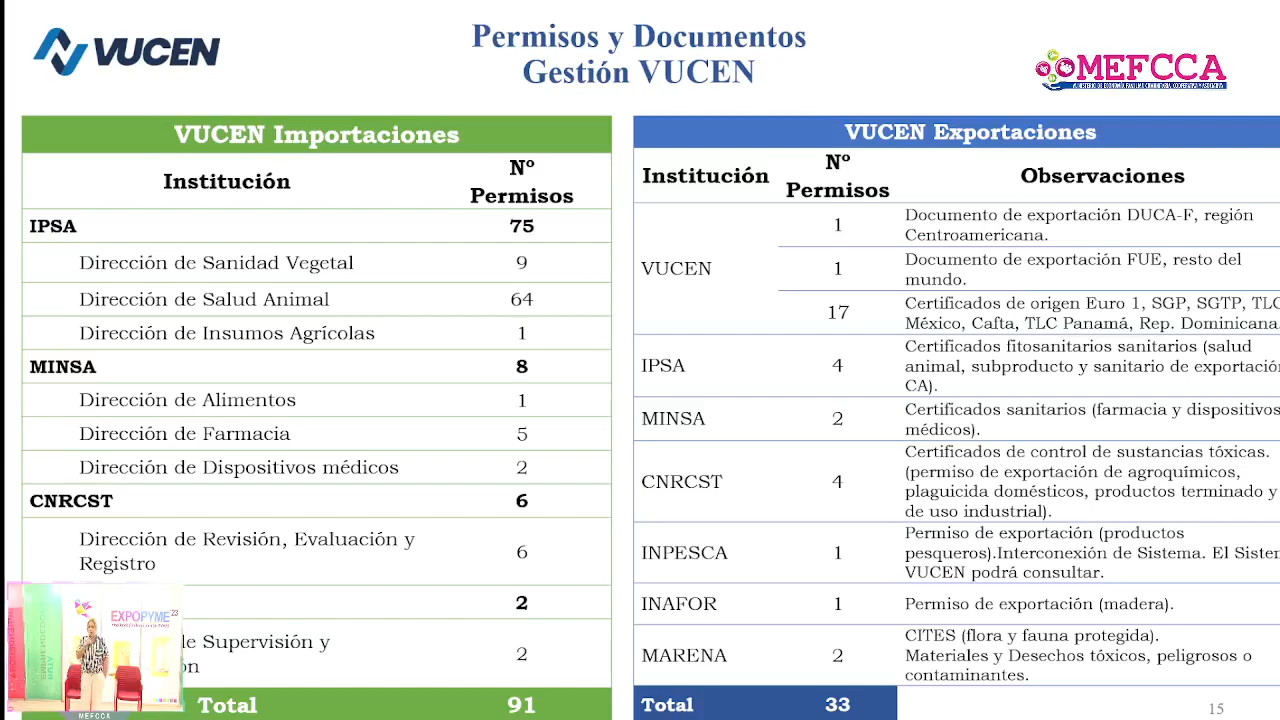 VUCEN
Permisos y Documentos
Gestión VUCEN
MEFCCA
VUCEN Importaciones
Institución
Nº
Permisos
IPSA 75
Dirección de Sanidad Vegetal 9
Dirección de Salud Animal 64
Dirección de Insumos Agrícolas 1
MINSA 8
Dirección de Alimentos 1
Dirección de Farmacia 5
Dirección de Dispositivos médicos 2
CNRCST 6
Dirección de Revisión, Evaluación y
Registro
6
2
de Supervisión y
2
Total 91
VUCEN Exportaciones
Institución
Nº
Permisos
Observaciones
VUCEN
1
Documento de exportación DUCA-F, región
Centroamericana.
1
Documento de exportación FUE, resto del
mundo.
17
Certificados de origen Euro 1, SGP, SGTP, TLC
México, Cafta, TLC Panamá, Rep. Dominicana.
IPSA
4
Certificados fitosanitarios sanitarios (salud
animal, subproducto y sanitario de exportación
CA).
MINSA
2
Certificados sanitarios (farmacia y dispositivos
médicos).
CNRCST
4
Certificados de control de sustancias tóxicas.
(permiso de exportación de agroquímicos,
plaguicida domésticos, productos terminado y
de uso industrial).
INPESCA
1
Permiso de exportación (productos
pesqueros).Interconexión de Sistema. El Sistem
VUCEN podrá consultar.
INAFOR
1
Permiso de exportación (madera).
MARENA
2
CITES (flora y fauna protegida).
Materiales y Desechos tóxicos, peligrosos o
contaminantes.
Total 33
15
EXPOPYME 23
MEFCCA